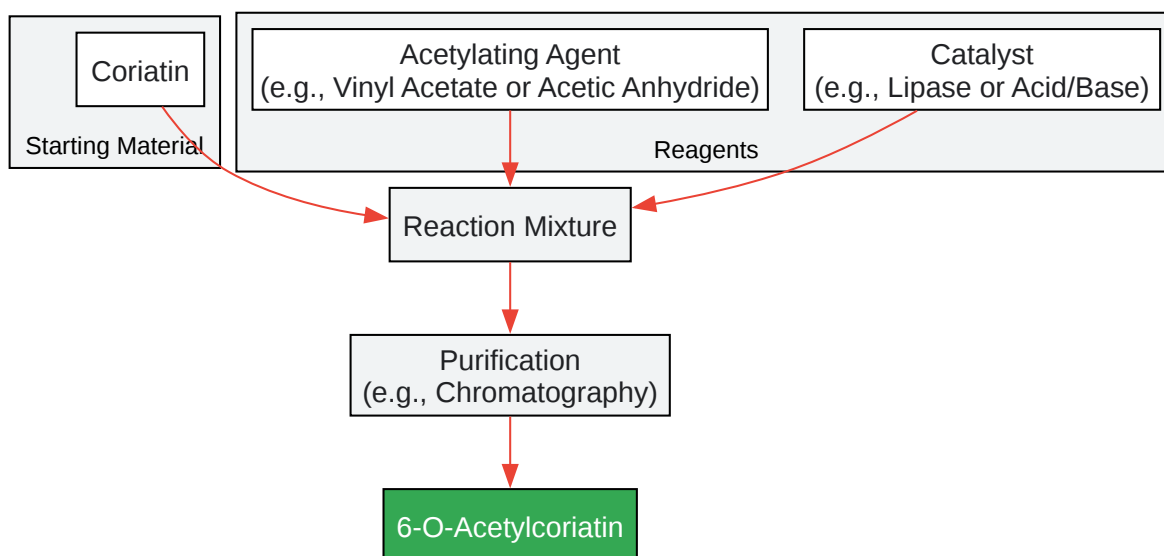 Coriatin
Starting Material
Acetylating Agent
(e.g., Vinyl Acetate or Acetic Anhydride)
Catalyst
(e.g., Lipase or Acid/Base)
Reagents
Reaction Mixture
Purification
(e.g., Chromatography)
6-O-Acetylcoriatin